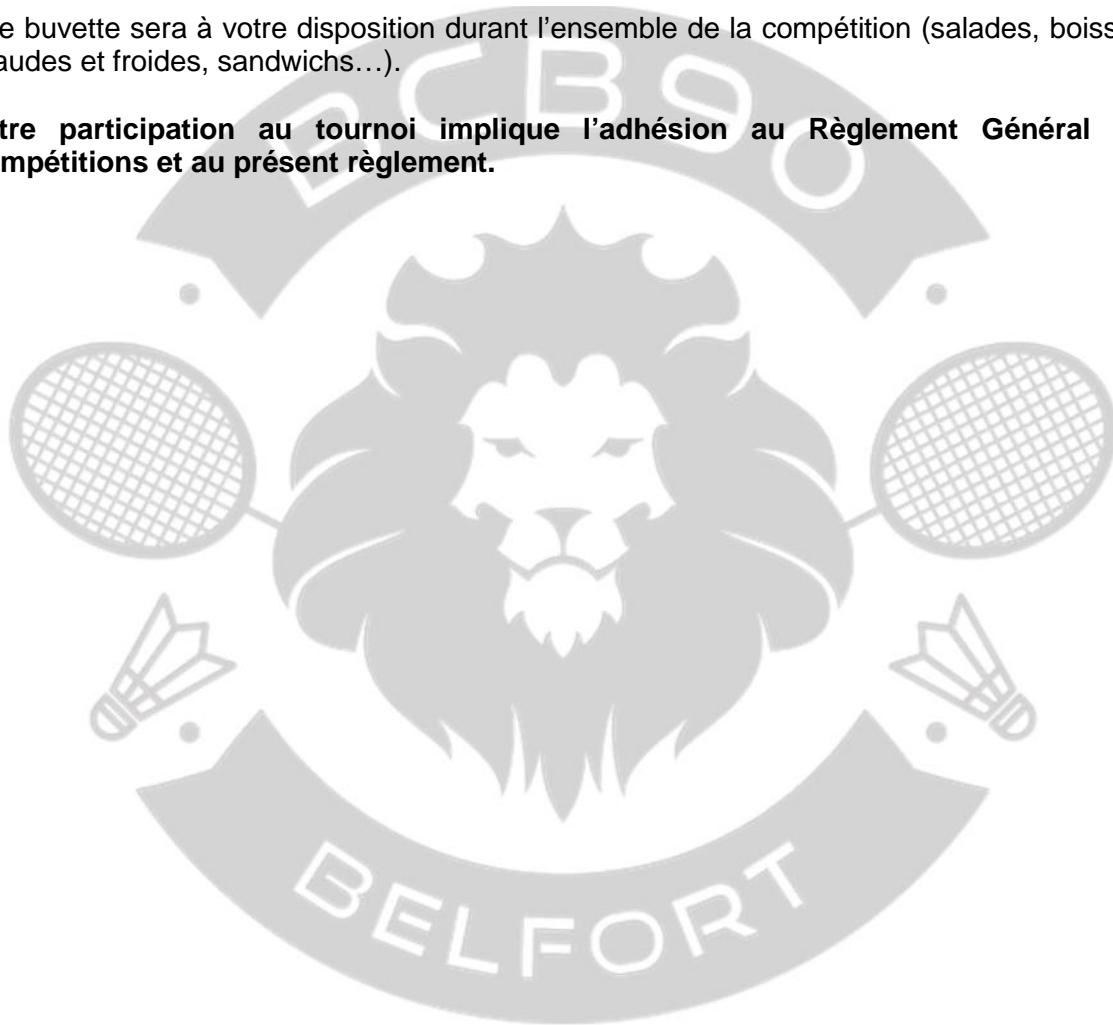 e buvette sera à votre disposition durant l’ensemble de la compétition (salades, boiss
audes et froides, sandwichs…).
tre participation au tournoi implique l’adhésion au Règlement Général
mpétitions et au présent règlement.
BCB90
BELFORT